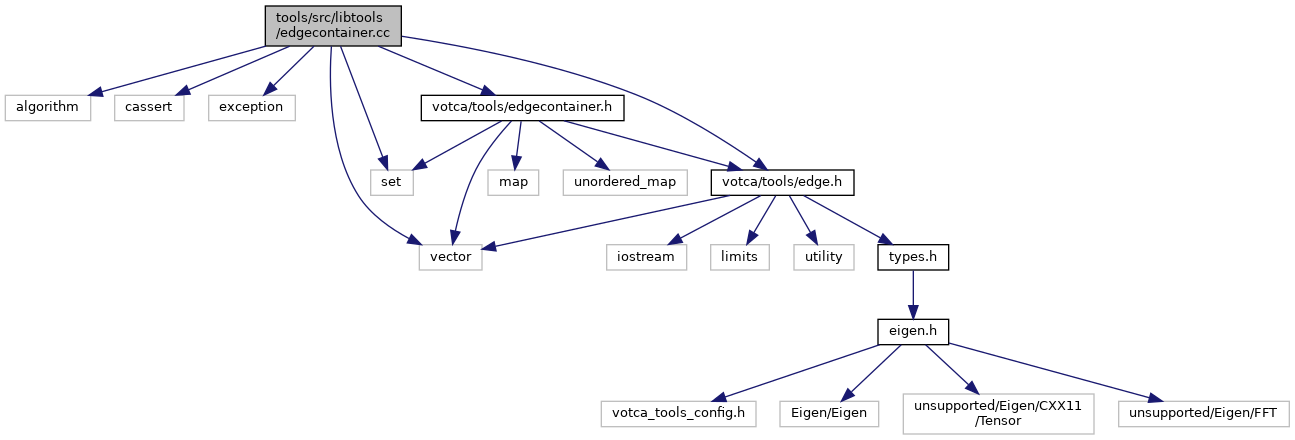 tools/src/libtools
/edgecontainer.cc
algorithm
cassert
exception
votca/tools/edgecontainer.h
set
map
unordered_map
votca/tools/edge.h
vector
iostream
limits
utility
types.h
eigen.h
votca_tools_config.h
Eigen/Eigen
unsupported/Eigen/CXX11
/Tensor
unsupported/Eigen/FFT